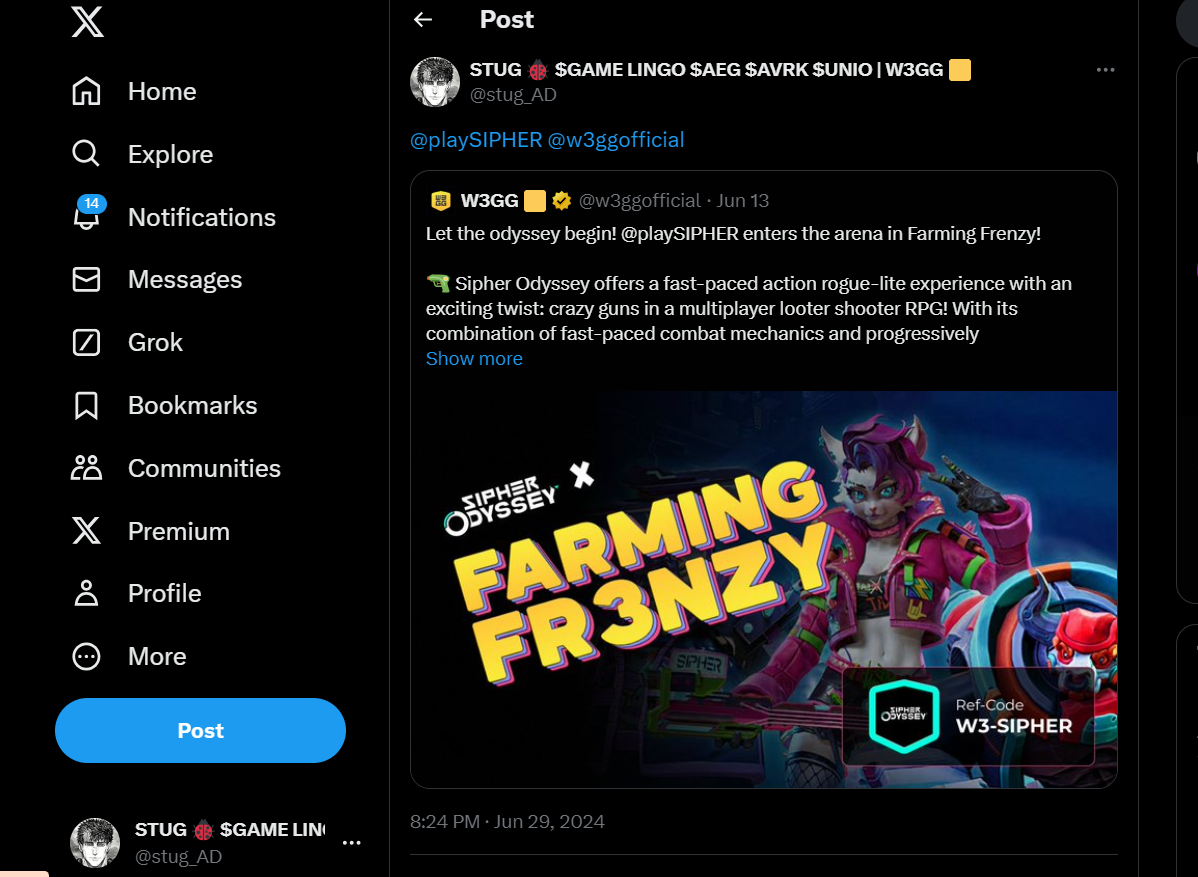 Home
Explore
14
Notifications
Messages
Grok
Bookmarks
Communities
Premium
Profile
More
Post
STUG 🐞 $GAME LIN
@stug_AD
Post
STUG 🐞 $GAME LINGO $AEG $AVRK $UNIO | W3GG 🟨
@stug_AD
@playSIPHER @w3ggofficial
W3GG 🟨 @w3ggofficial · Jun 13
Let the odyssey begin! @playSIPHER enters the arena in Farming Frenzy!
🔫 Sipher Odyssey offers a fast-paced action rogue-lite experience with an
exciting twist: crazy guns in a multiplayer looter shooter RPG! With its
combination of fast-paced combat mechanics and progressively
Show more
SIPHER
ODYSSEY X
FARMING
FR3NZY
SIPHER
SIPHER
ODYSSEY
Ref-Code
W3-SIPHER
8:24 PM · Jun 29, 2024